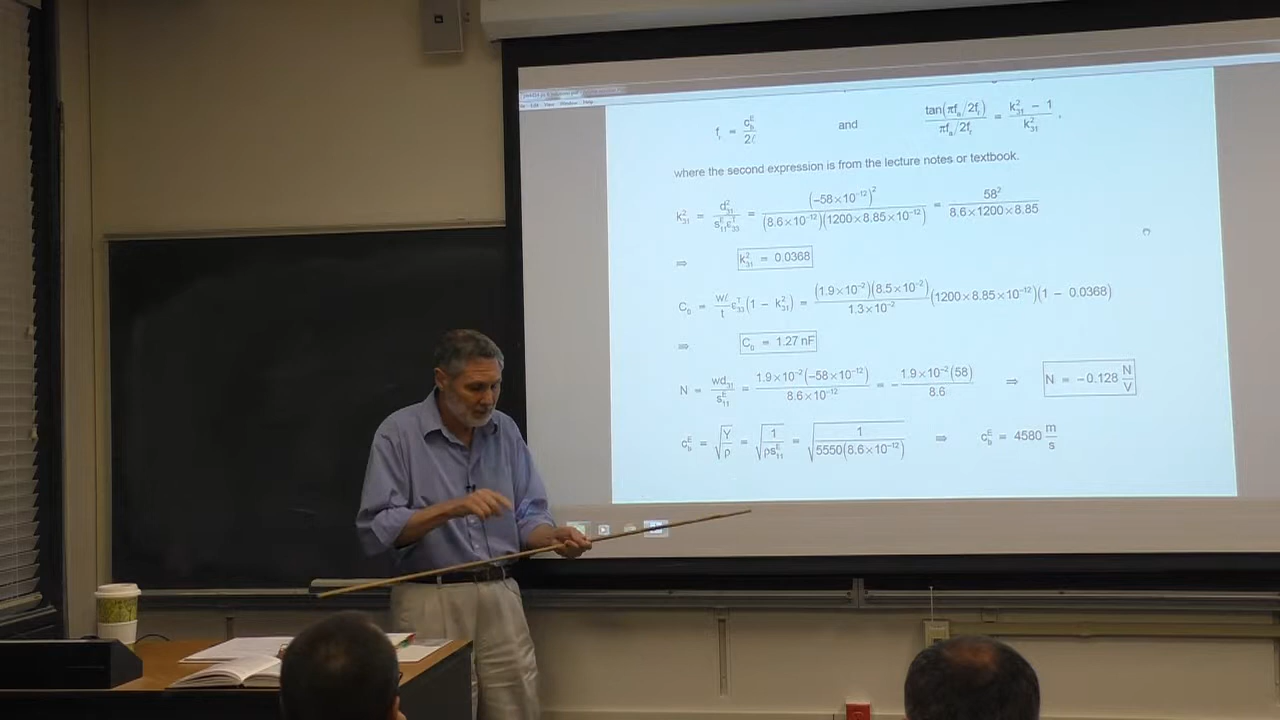 f_r = c_b^E / 2ℓ and tan(πf_a/2f_r) / πf_a/2f_r = k_31^2 − 1 / k_31^2 ,
where the second expression is from the lecture notes or textbook.
k_31^2 = d_31^2 / s_11^E ε_33^T = (−58×10^−12)^2 / (8.6×10^−12)(1200×8.85×10^−12) = 58^2 / 8.6×1200×8.85
⇒ k_31^2 = 0.0368
C_0 = wℓ/t ε_33^T (1 − k_31^2) = (1.9×10^−2)(8.5×10^−2) / 1.3×10^−2 (1200×8.85×10^−12)(1 − 0.0368)
⇒ C_0 = 1.27 nF
N = wd_31 / s_11^E = 1.9×10^−2(−58×10^−12) / 8.6×10^−12 = − 1.9×10^−2(58) / 8.6 ⇒ N = −0.128 N/V
c_b^E = √(Y/ρ) = √(1/ρs_11^E) = √(1 / 5550(8.6×10^−12)) ⇒ c_b^E = 4580 m/s